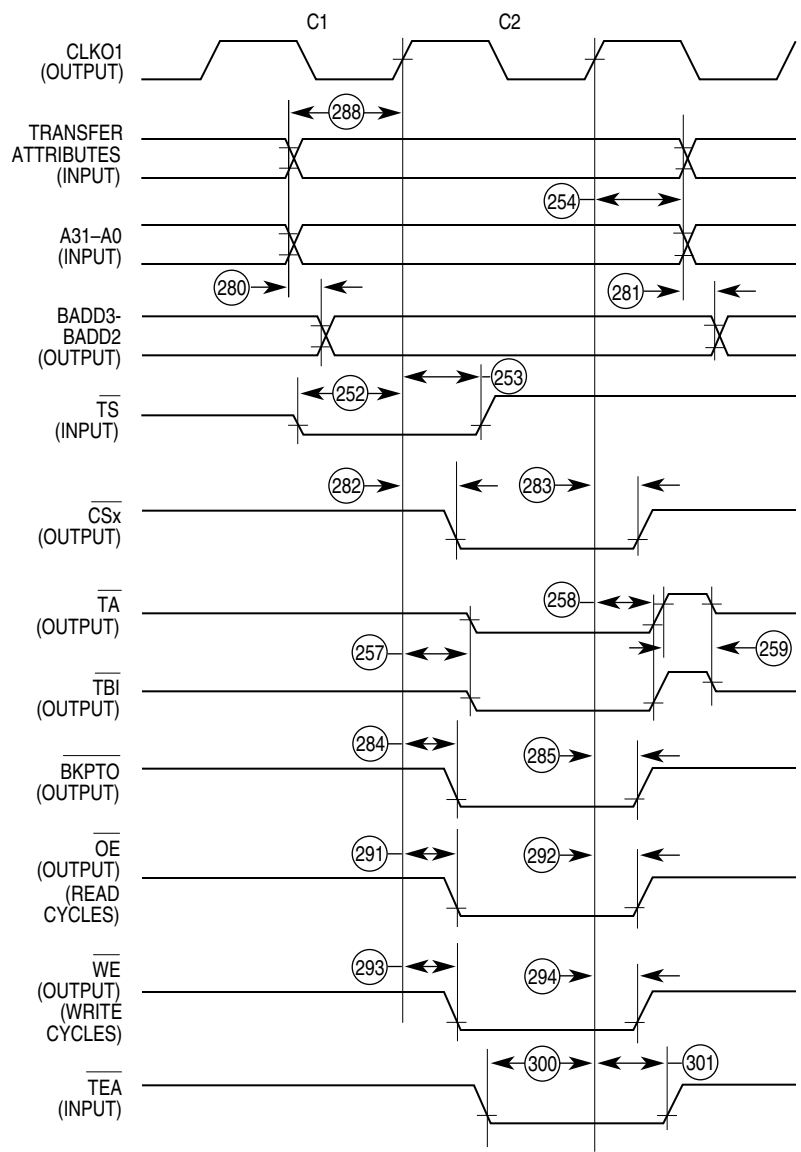 C1
C2
CLKO1
(OUTPUT)
288
TRANSFER
ATTRIBUTES
(INPUT)
254
A31–A0
(INPUT)
280
281
BADD3-
BADD2
(OUTPUT)
252
253
TS
(INPUT)
282
283
CSx
(OUTPUT)
258
TA
(OUTPUT)
257
259
TBI
(OUTPUT)
284
285
BKPTO
(OUTPUT)
291
292
OE
(OUTPUT)
(READ
CYCLES)
293
294
WE
(OUTPUT)
(WRITE
CYCLES)
300
301
TEA
(INPUT)